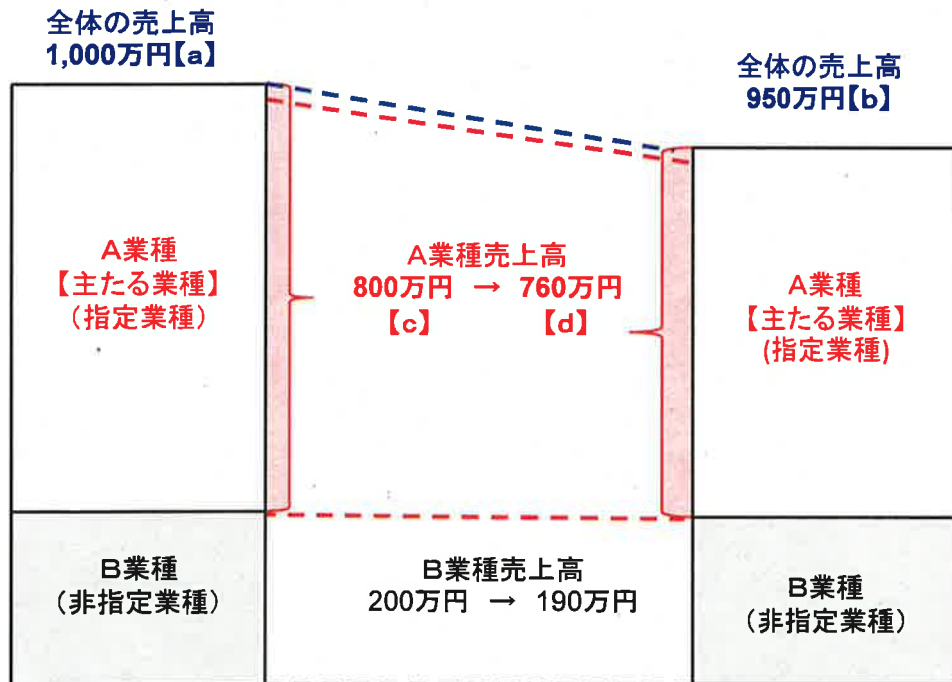 全体の売上高
1,000万円【a】
全体の売上高
950万円【b】
A業種
【主たる業種】
（指定業種）
A業種売上高
800万円 → 760万円
【c】 【d】
A業種
【主たる業種】
(指定業種)
B業種
（非指定業種）
B業種売上高
200万円 → 190万円
B業種
（非指定業種）